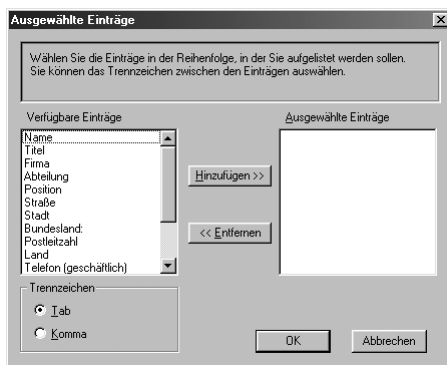 Ausgewählte Einträge
Wählen Sie die Einträge in der Reihenfolge, in der Sie aufgelistet werden sollen.
Sie können das Trennzeichen zwischen den Einträgen auswählen.
Verfügbare Einträge
Ausgewählte Einträge
Name
Titel
Firma
Abteilung
Position
Straße
Stadt
Bundesland:
Postleitzahl
Land
Telefon (geschäftlich)
Hinzufügen >>
<< Entfernen
Trennzeichen
Tab
Komma
OK
Abbrechen